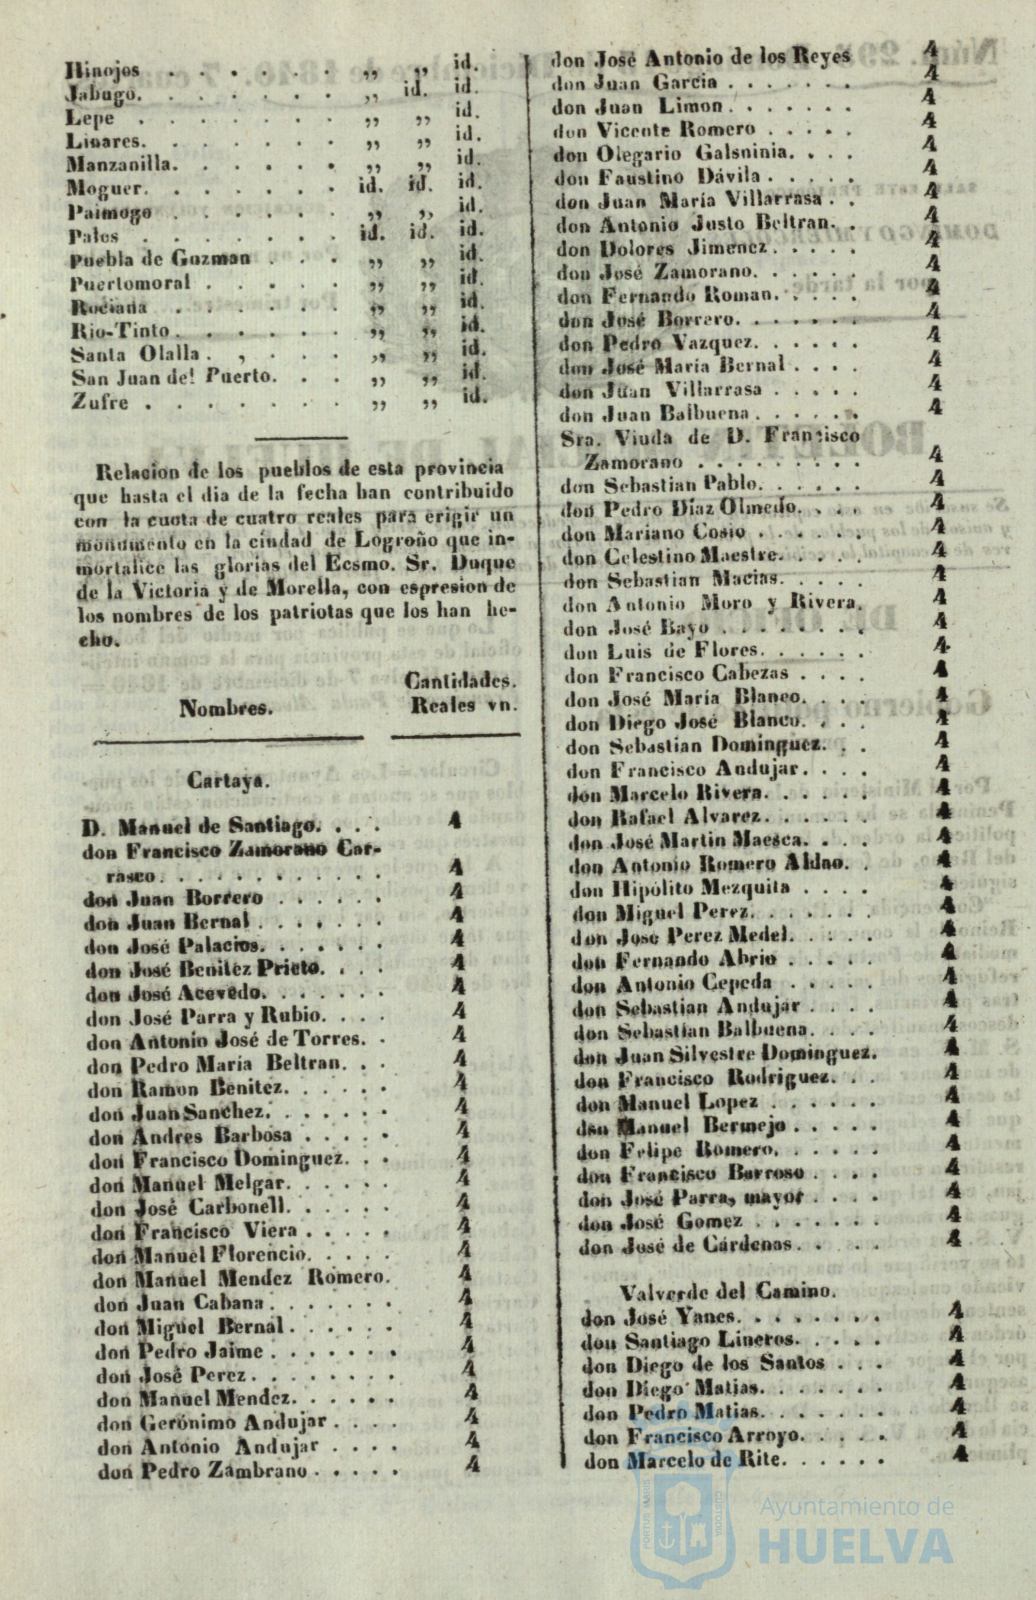 Hinojos . . . . . . . ,, ,, id.
Jabugo. . . . . . . . ,, id. id.
Lepe . . . . . . . . ,, ,, id.
Linares. . . . . . . . ,, ,, id.
Manzanilla. . . . . . . ,, ,, id.
Moguer. . . . . . . . id. id. id.
Paimogo . . . . . . . ,, ,, id.
Palos . . . . . . . . id. id. id.
Puebla de Guzman . . . . ,, ,, id.
Puertomoral . . . . . . ,, ,, id.
Rociana . . . . . . . ,, ,, id.
Rio-Tinto. . . . . . . ,, ,, id.
Santa Olalla . , . . . ,, ,, id.
San Juan del Puerto. . . . ,, ,, id.
Zufre . . . . . . . . ,, ,, id.
Relacion de los pueblos de esta provincia
que hasta el dia de la fecha han contribuido
con la cuota de cuatro reales para erigir un
monumento en la ciudad de Logroño que in-
mortalice las glorias del Ecsmo. Sr. Duque
de la Victoria y de Morella, con espresion de
los nombres de los patriotas que los han he-
cho.
Cantidades.
Nombres. Reales vn.
Cartaya.
D. Manuel de Santiago. . . . 4
don Francisco Zamorano Car-
rasco. . . . . . . . . . . 4
don Juan Borrero . . . . . . 4
don Juan Bernal . . . . . . 4
don José Palacios. . . . . . . 4
don José Benitez Prieto. . . . 4
don José Acevedo. . . . . . . 4
don José Parra y Rubio. . . . 4
don Antonio José de Torres. . 4
don Pedro María Beltran. . . 4
don Ramon Benitez. . . . . . 4
don Juan Sanchez. . . . . . . 4
don Andres Barbosa . . . . . 4
don Francisco Dominguez. . . 4
don Manuel Melgar. . . . . . 4
don José Carbonell. . . . . . 4
don Francisco Viera . . . . . 4
don Manuel Florencio. . . . . 4
don Manuel Mendez Romero. 4
don Juan Cabana . . . . . . . 4
don Miguel Bernal . . . . . . 4
don Pedro Jaime . . . . . . . 4
don José Perez . . . . . . . . 4
don Manuel Mendez. . . . . . 4
don Gerónimo Andujar . . . . 4
don Antonio Andujar . . . . 4
don Pedro Zambrano . . . . . 4
don José Antonio de los Reyes 4
don Juan Garcia . . . . . . . 4
don Juan Limon . . . . . . . 4
don Vicente Romero . . . . . 4
don Olegario Galsninia. . . . 4
don Faustino Dávila . . . . . 4
don Juan María Villarrasa . . 4
don Antonio Justo Beltran. . 4
don Dolores Jimenez . . . . . 4
don José Zamorano. . . . . . 4
don Fernando Roman. . . . . 4
don José Borrero. . . . . . . 4
don Pedro Vazquez. . . . . . 4
don José María Bernal . . . . 4
don Juan Villarrasa . . . . . 4
don Juan Balbuena . . . . . . 4
Sra. Viuda de D. Francisco
Zamorano . . . . . . . . . 4
don Sebastian Pablo. . . . . . 4
don Pedro Díaz Olmedo. . . . 4
don Mariano Cosio . . . . . . 4
don Celestino Maestre. . . . . 4
don Sebastian Macias. . . . . 4
don Antonio Moro y Rivera. 4
don José Bayo . . . . . . . . 4
don Luis de Flores. . . . . . 4
don Francisco Cabezas . . . . 4
don José María Blanco. . . . 4
don Diego José Blanco. . . . 4
don Sebastian Dominguez. . . 4
don Francisco Andujar. . . . 4
don Marcelo Rivera. . . . . . 4
don Rafael Alvarez. . . . . . 4
don José Martin Maesca. . . . 4
don Antonio Romero Aldao. . 4
don Hipólito Mezquita . . . . 4
don Miguel Perez. . . . . . . 4
don Jose Perez Medel. . . . . 4
don Fernando Abrio . . . . . 4
don Antonio Cepeda . . . . . 4
don Sebastian Andujar . . . . 4
don Sebastian Balbuena. . . . 4
don Juan Silvestre Dominguez. 4
don Francisco Rodriguez. . . 4
don Manuel Lopez . . . . . . 4
don Manuel Bermejo . . . . . 4
don Felipe Romero. . . . . . 4
don Francisco Barroso . . . . 4
don José Parra, mayor . . . . 4
don José Gomez . . . . . . . 4
don José de Cárdenas. . . . . 4
Valverde del Camino.
don José Yanes. . . . . . . . 4
don Santiago Lineros. . . . . 4
don Diego de los Santos . . . 4
don Diego Matias. . . . . . . 4
don Pedro Matias. . . . . . . 4
don Francisco Arroyo. . . . . 4
don Marcelo de Rite. . . . . . 4
PORTUS MARIS
CUSTODIA
Ayuntamiento de
HUELVA